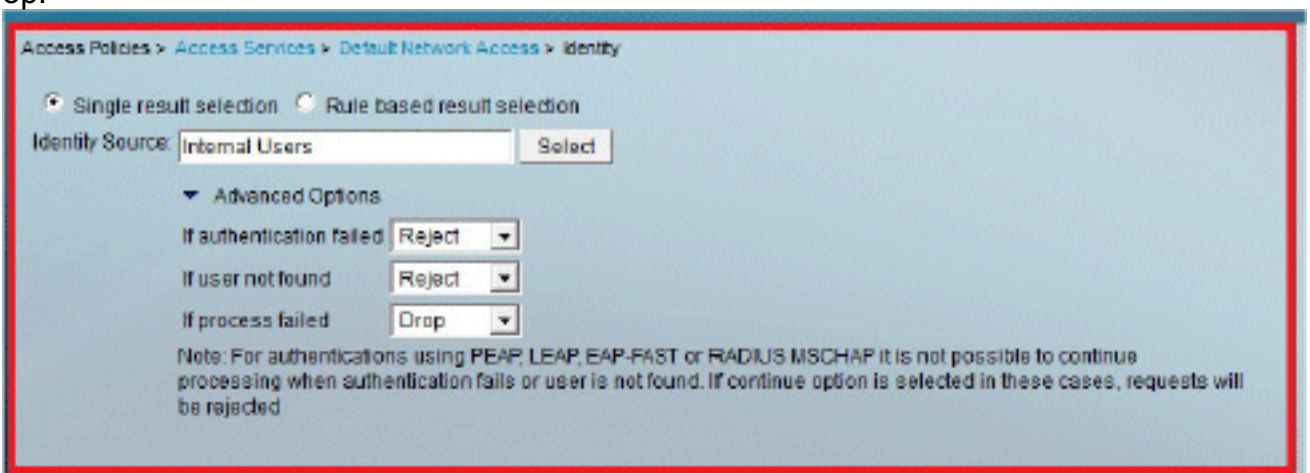 op.
Access Policies > Access Services > Default Network Access > Identity
Single result selection Rule based result selection
Identity Source: Internal Users Select
Advanced Options
If authentication failed Reject
If user not found Reject
If process failed Drop
Note: For authentications using PEAP, LEAP, EAP-FAST or RADIUS MSCHAP it is not possible to continue
processing when authentication fails or user is not found. If continue option is selected in these cases, requests will
be rejected